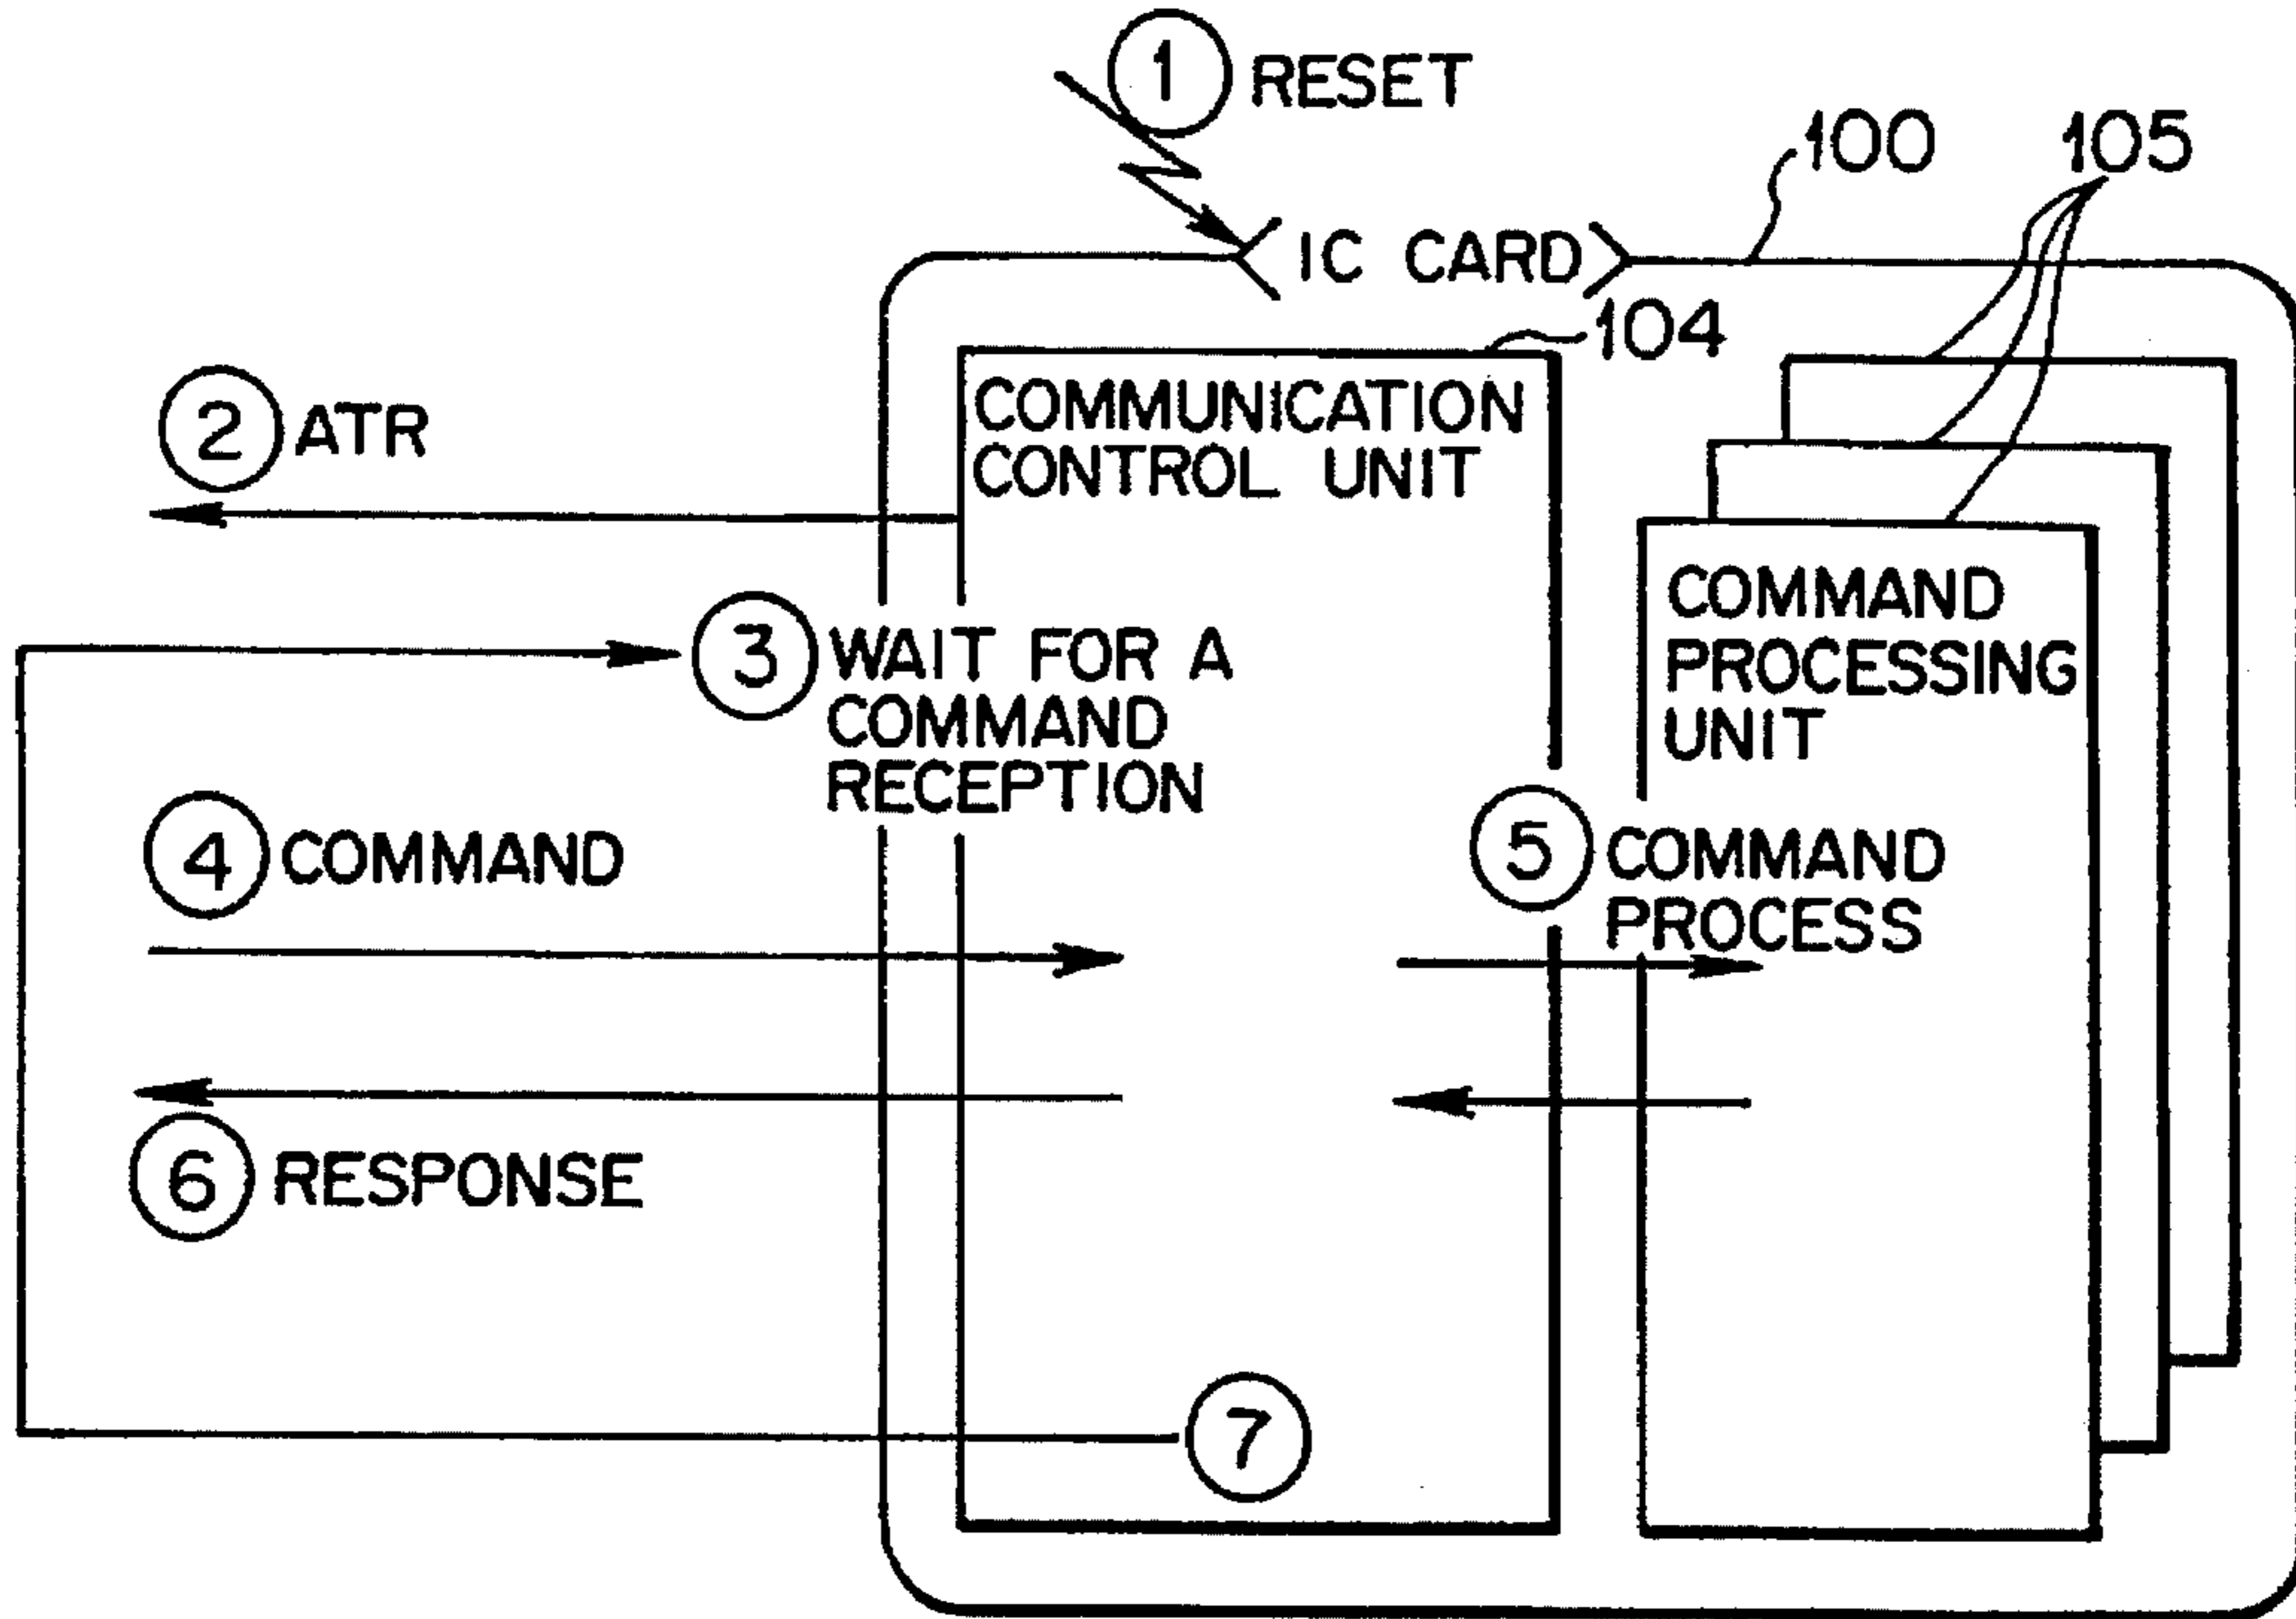 1 RESET
100
105
IC CARD
104
COMMUNICATION
CONTROL UNIT
2 ATR
COMMAND
PROCESSING
UNIT
3 WAIT FOR A
COMMAND
RECEPTION
4 COMMAND
5 COMMAND
PROCESS
6 RESPONSE
7